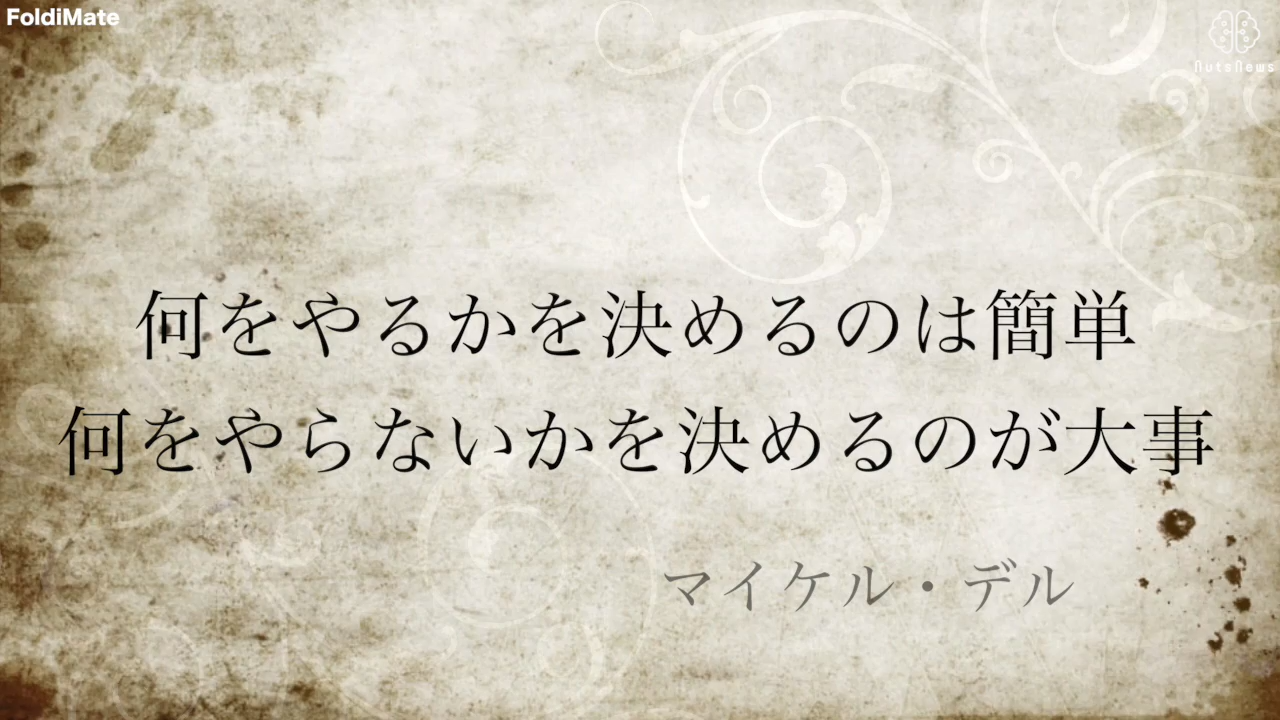 FoldiMate
NutsNews
何をやるかを決めるのは簡単
何をやらないかを決めるのが大事
マイケル・デル